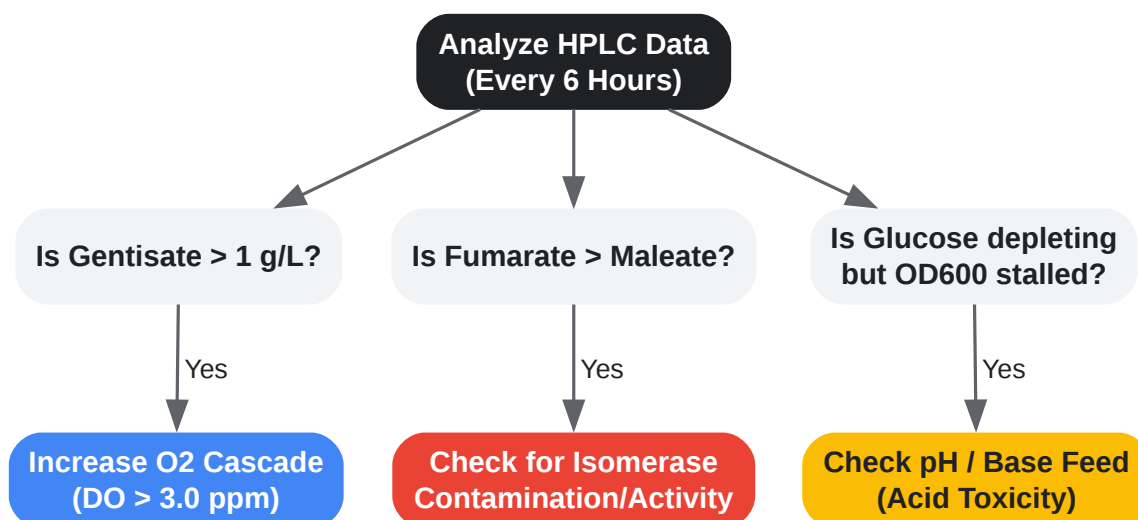 Analyze HPLC Data
(Every 6 Hours)
Is Gentisate > 1 g/L?
Is Fumarate > Maleate?
Is Glucose depleting
but OD600 stalled?
Yes
Yes
Yes
Increase O2 Cascade
(DO > 3.0 ppm)
Check for Isomerase
Contamination/Activity
Check pH / Base Feed
(Acid Toxicity)